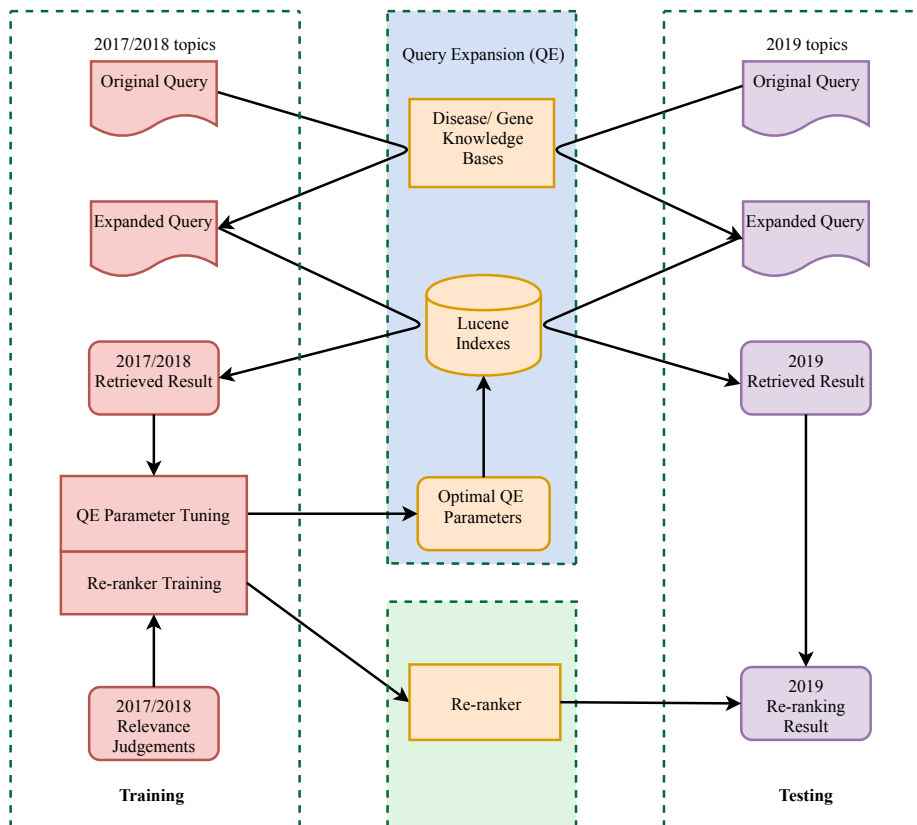 2017/2018 topics
Original Query
Expanded Query
2017/2018
Retrieved Result
QE Parameter Tuning
Re-ranker Training
2017/2018
Relevance
Judgements
Training
Query Expansion (QE)
Disease/ Gene
Knowledge
Bases
Lucene
Indexes
Optimal QE
Parameters
Re-ranker
2019 topics
Original Query
Expanded Query
2019
Retrieved Result
2019
Re-ranking
Result
Testing